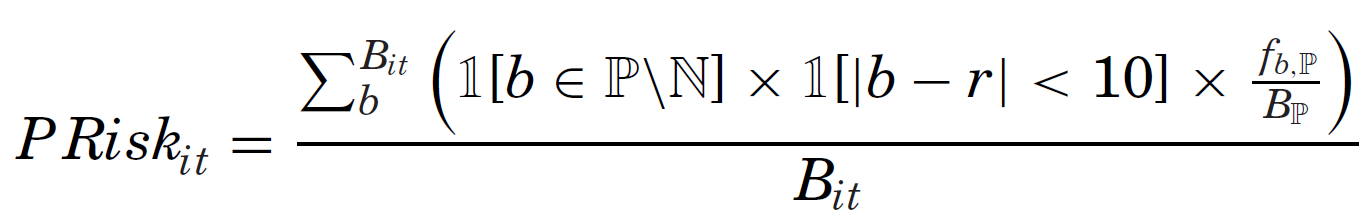 PRisk_{it} = \frac{\sum_{b}^{B_{it}} \left( \mathbb{1}[b \in \mathbb{P} \backslash \mathbb{N}] \times \mathbb{1}[|b - r| < 10] \times \frac{f_{b,\mathbb{P}}}{B_{\mathbb{P}}} \right)}{B_{it}}